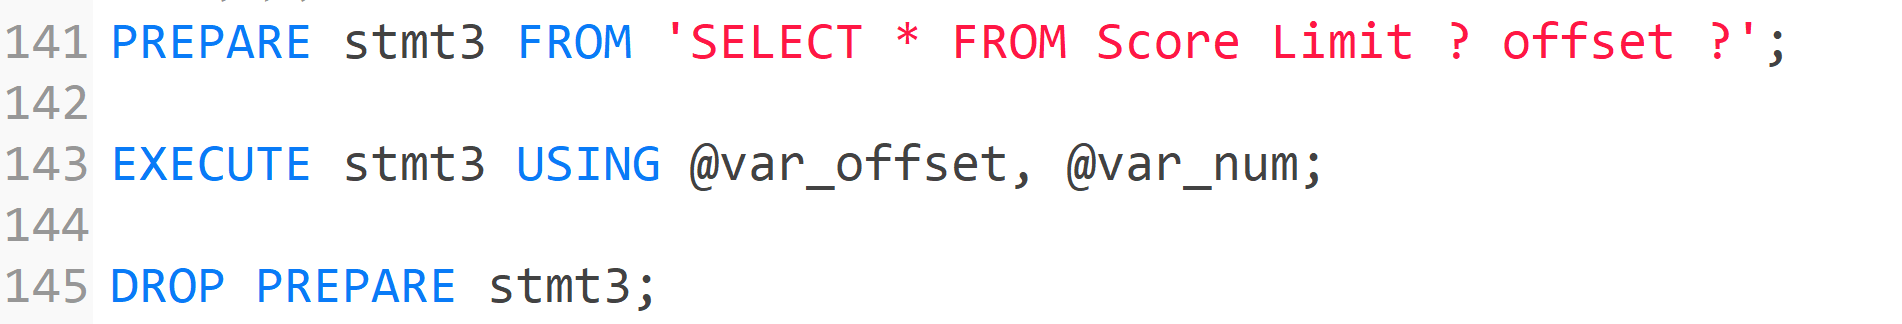 141 PREPARE stmt3 FROM 'SELECT * FROM Score Limit ? offset ?';
142
143 EXECUTE stmt3 USING @var_offset, @var_num;
144
145 DROP PREPARE stmt3;